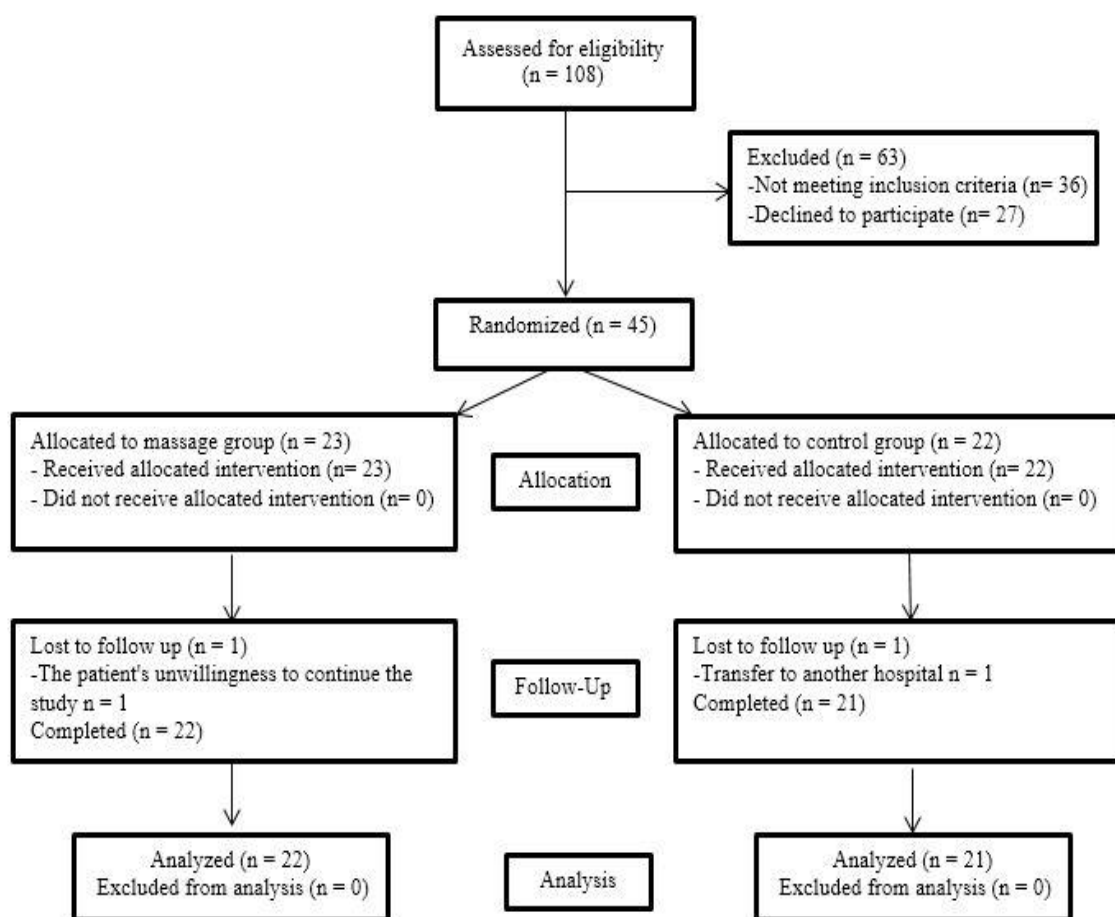 Assessed for eligibility
(n = 108)
Excluded (n = 63)
-Not meeting inclusion criteria (n= 36)
-Declined to participate (n= 27)
Randomized (n = 45)
Allocated to massage group (n = 23)
- Received allocated intervention (n= 23)
- Did not receive allocated intervention (n= 0)
Allocation
Allocated to control group (n = 22)
- Received allocated intervention (n= 22)
- Did not receive allocated intervention (n= 0)
Lost to follow up (n = 1)
-The patient's unwillingness to continue the
study n = 1
Completed (n = 22)
Follow-Up
Lost to follow up (n = 1)
-Transfer to another hospital n = 1
Completed (n = 21)
Analyzed (n = 22)
Excluded from analysis (n = 0)
Analysis
Analyzed (n = 21)
Excluded from analysis (n = 0)